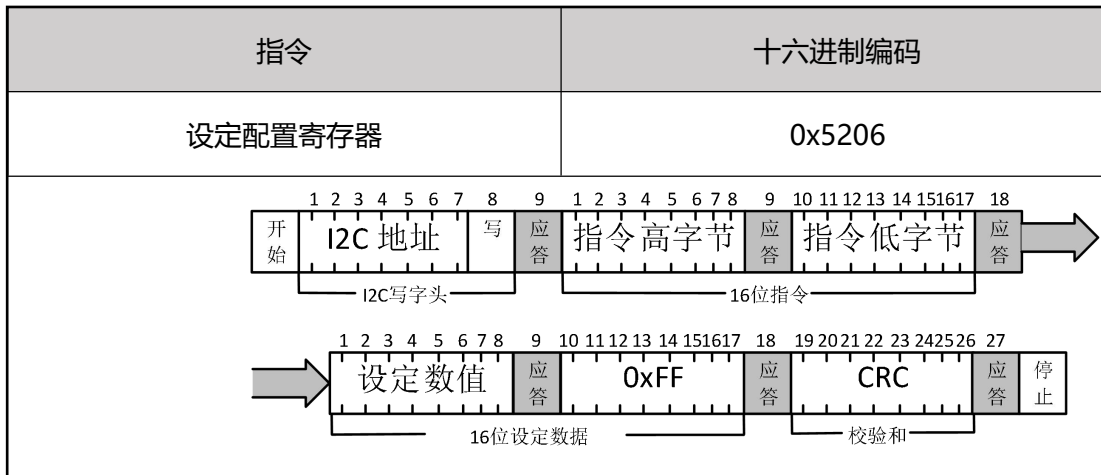 指令 十六进制编码
设定配置寄存器 0x5206
1 2 3 4 5 6 7 8 9 1 2 3 4 5 6 7 8 9 10 11 12 13 14 15 16 17 18
开始 I2C 地址 写 应答 指令高字节 应答 指令低字节 应答
I2C写字头 16位指令
1 2 3 4 5 6 7 8 9 10 11 12 13 14 15 16 17 18 19 20 21 22 23 24 25 26 27
设定数值 应答 0xFF 应答 CRC 应答 停止
16位设定数据 校验和